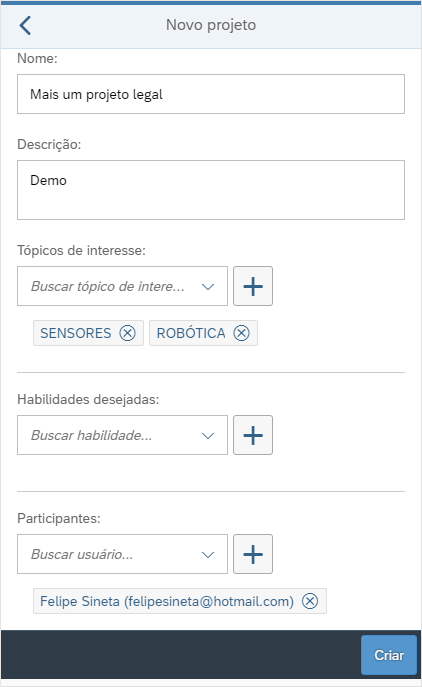 Novo projeto
Nome:
Mais um projeto legal
Descrição:
Demo
Tópicos de interesse:
Buscar tópico de intere...
SENSORES ROBÓTICA
Habilidades desejadas:
Buscar habilidade...
Participantes:
Buscar usuário...
Felipe Sineta (felipesineta@hotmail.com)
Criar